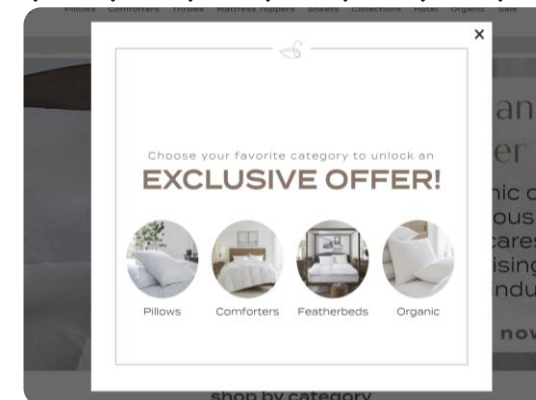 Pillows Comforters Throws Mattress Toppers Sheets Collections Hotel Organic Sale
X
Choose your favorite category to unlock an
EXCLUSIVE OFFER!
Pillows Comforters Featherbeds Organic
shop by category